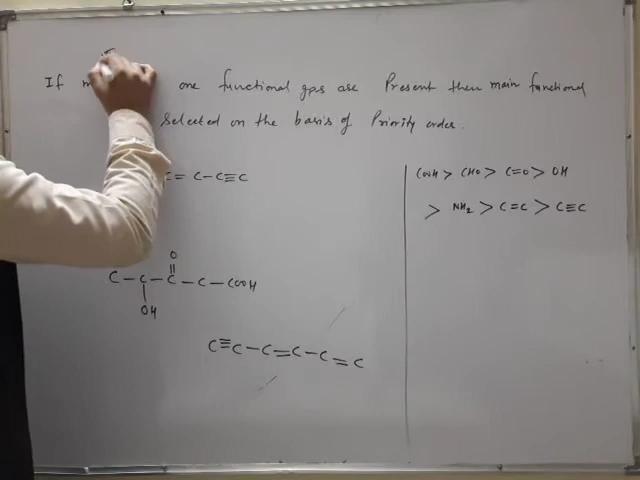 If one functional gps are Present then main functional
Selected on the basis of Priority order.
C=C-C≡C
COOH > CHO > C=O > OH
> NH₂ > C=C > C≡C
O
||
C-C-C-C-COOH
|
OH
C≡C-C=C-C=C